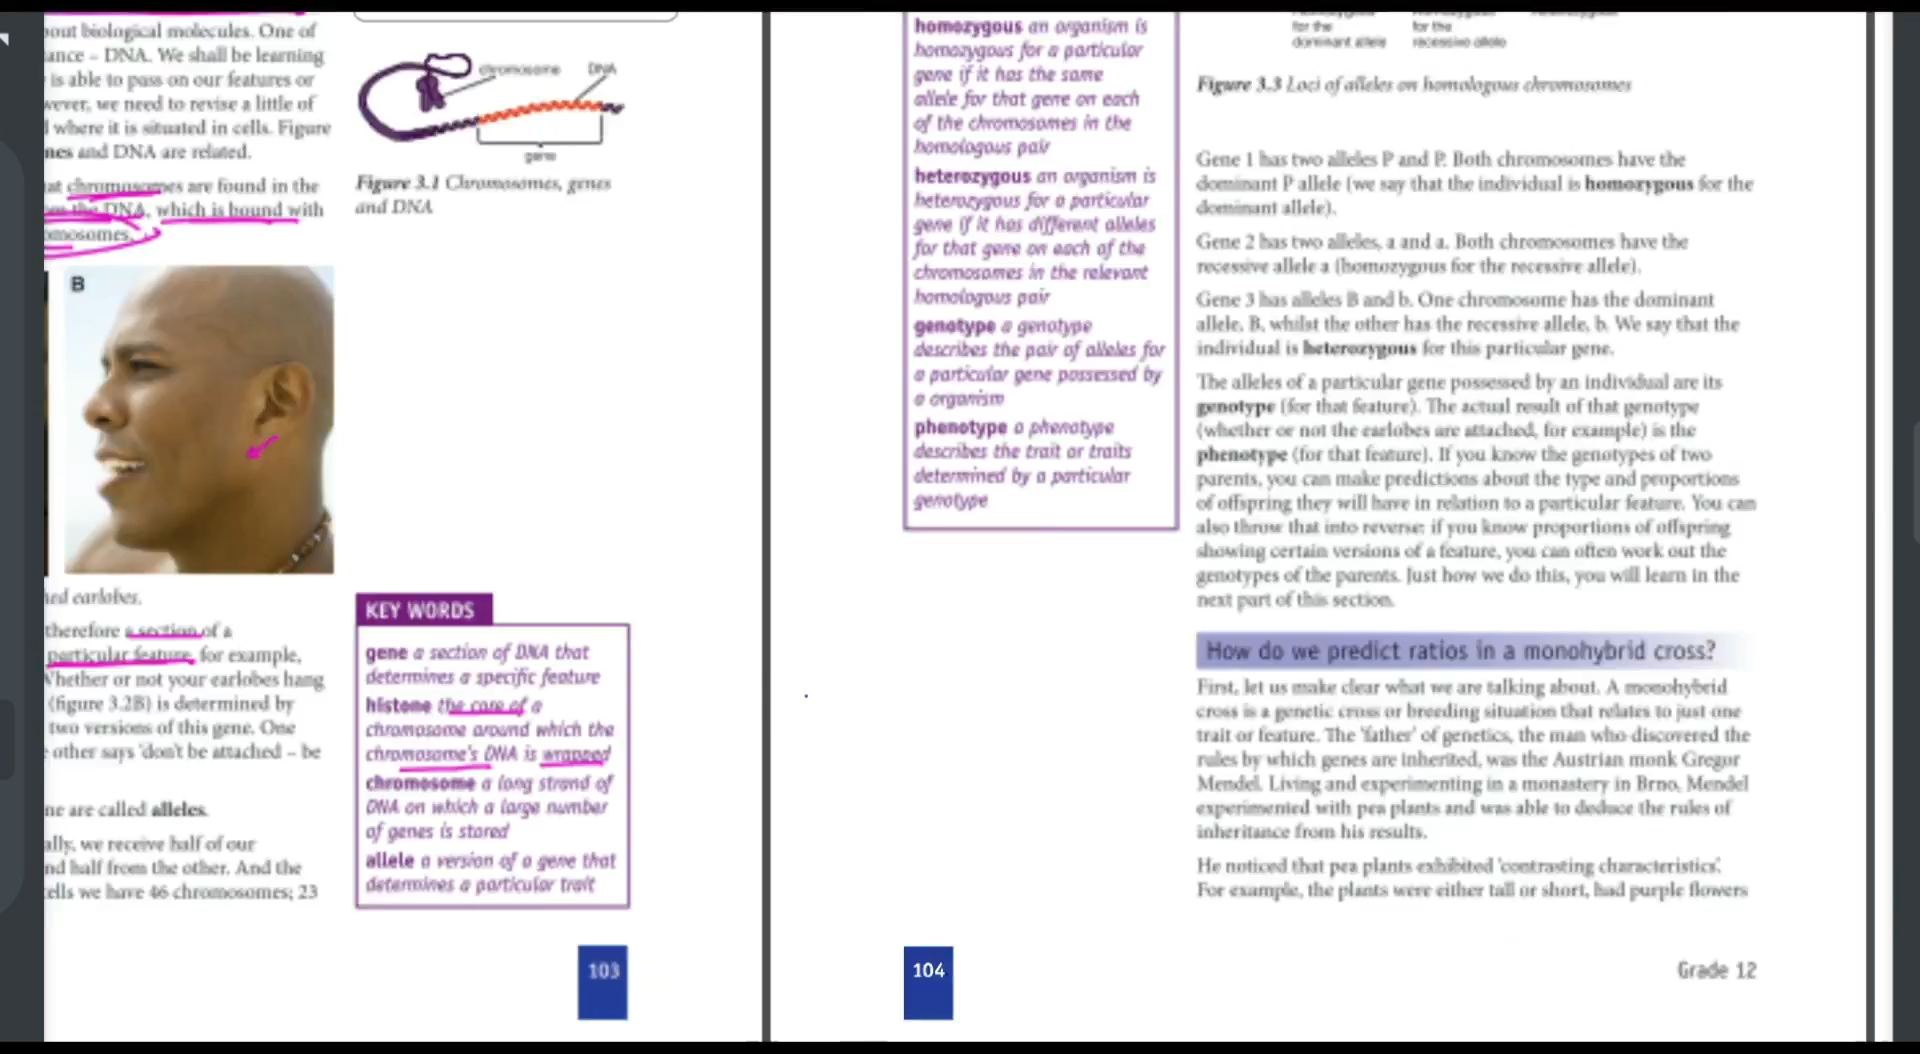 out biological molecules. One of
ance – DNA. We shall be learning
is able to pass on our features or
wever, we need to revise a little of
where it is situated in cells. Figure
nes and DNA are related.
at chromosomes are found in the
the DNA, which is bound with
omosomes.
B
ed earlobes.
therefore a section of a
particular feature, for example,
Whether or not your earlobes hang
(figure 3.2B) is determined by
two versions of this gene. One
other says 'don't be attached – be
ne are called alleles.
ally, we receive half of our
nd half from the other. And the
ells we have 46 chromosomes; 23
chromosome
DNA
gene
Figure 3.1 Chromosomes, genes
and DNA
KEY WORDS
gene a section of DNA that
determines a specific feature
histone the core of a
chromosome around which the
chromosome's DNA is wrapped
chromosome a long strand of
DNA on which a large number
of genes is stored
allele a version of a gene that
determines a particular trait
103
homozygous an organism is
homozygous for a particular
gene if it has the same
allele for that gene on each
of the chromosomes in the
homologous pair
heterozygous an organism is
heterozygous for a particular
gene if it has different alleles
for that gene on each of the
chromosomes in the relevant
homologous pair
genotype a genotype
describes the pair of alleles for
a particular gene possessed by
a organism
phenotype a phenotype
describes the trait or traits
determined by a particular
genotype
for the
dominant allele
for the
recessive allele
Figure 3.3 Loci of alleles on homologous chromosomes
Gene 1 has two alleles P and P. Both chromosomes have the
dominant P allele (we say that the individual is homozygous for the
dominant allele).
Gene 2 has two alleles, a and a. Both chromosomes have the
recessive allele a (homozygous for the recessive allele).
Gene 3 has alleles B and b. One chromosome has the dominant
allele, B, whilst the other has the recessive allele, b. We say that the
individual is heterozygous for this particular gene.
The alleles of a particular gene possessed by an individual are its
genotype (for that feature). The actual result of that genotype
(whether or not the earlobes are attached, for example) is the
phenotype (for that feature). If you know the genotypes of two
parents, you can make predictions about the type and proportions
of offspring they will have in relation to a particular feature. You can
also throw that into reverse: if you know proportions of offspring
showing certain versions of a feature, you can often work out the
genotypes of the parents. Just how we do this, you will learn in the
next part of this section.
How do we predict ratios in a monohybrid cross?
First, let us make clear what we are talking about. A monohybrid
cross is a genetic cross or breeding situation that relates to just one
trait or feature. The 'father' of genetics, the man who discovered the
rules by which genes are inherited, was the Austrian monk Gregor
Mendel. Living and experimenting in a monastery in Brno, Mendel
experimented with pea plants and was able to deduce the rules of
inheritance from his results.
He noticed that pea plants exhibited 'contrasting characteristics'.
For example, the plants were either tall or short, had purple flowers
104
Grade 12